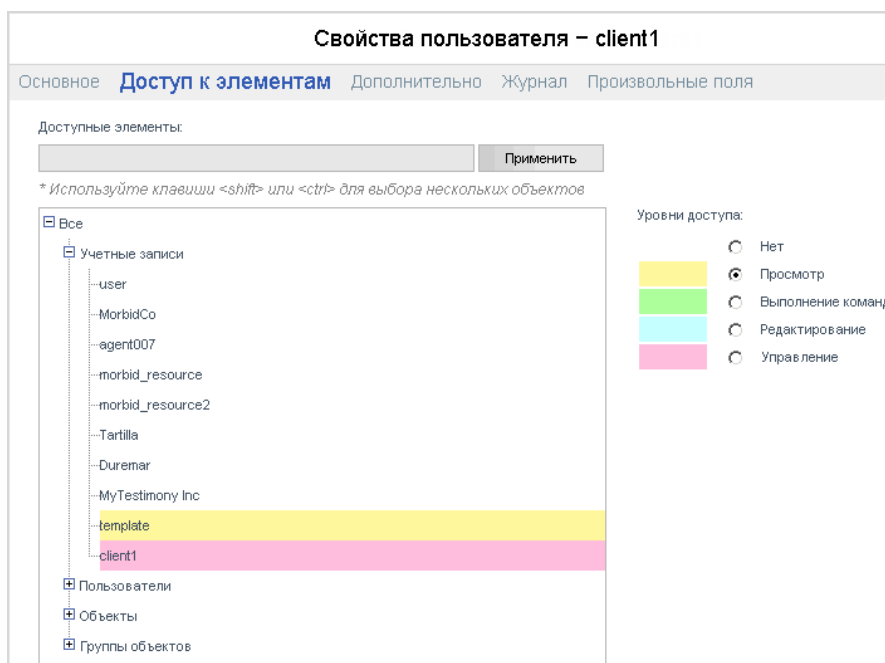 Свойства пользователя – client1
Основное Доступ к элементам Дополнительно Журнал Произвольные поля
Доступные элементы:
Применить
* Используйте клавиши <shift> или <ctrl> для выбора нескольких объектов
Все
Учетные записи
user
MorbidCo
agent007
morbid_resource
morbid_resource2
Tartilla
Duremar
MyTestimony Inc
template
client1
Пользователи
Объекты
Группы объектов
Уровни доступа:
Нет
Просмотр
Выполнение команд
Редактирование
Управление